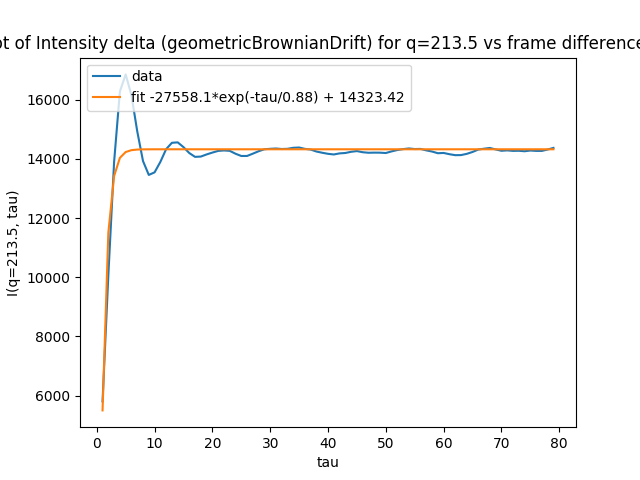 ot of Intensity delta (geometricBrownianDrift) for q=213.5 vs frame difference
data
fit -27558.1*exp(-tau/0.88) + 14323.42
16000
14000
12000
10000
8000
6000
I(q=213.5, tau)
0 10 20 30 40 50 60 70 80
tau